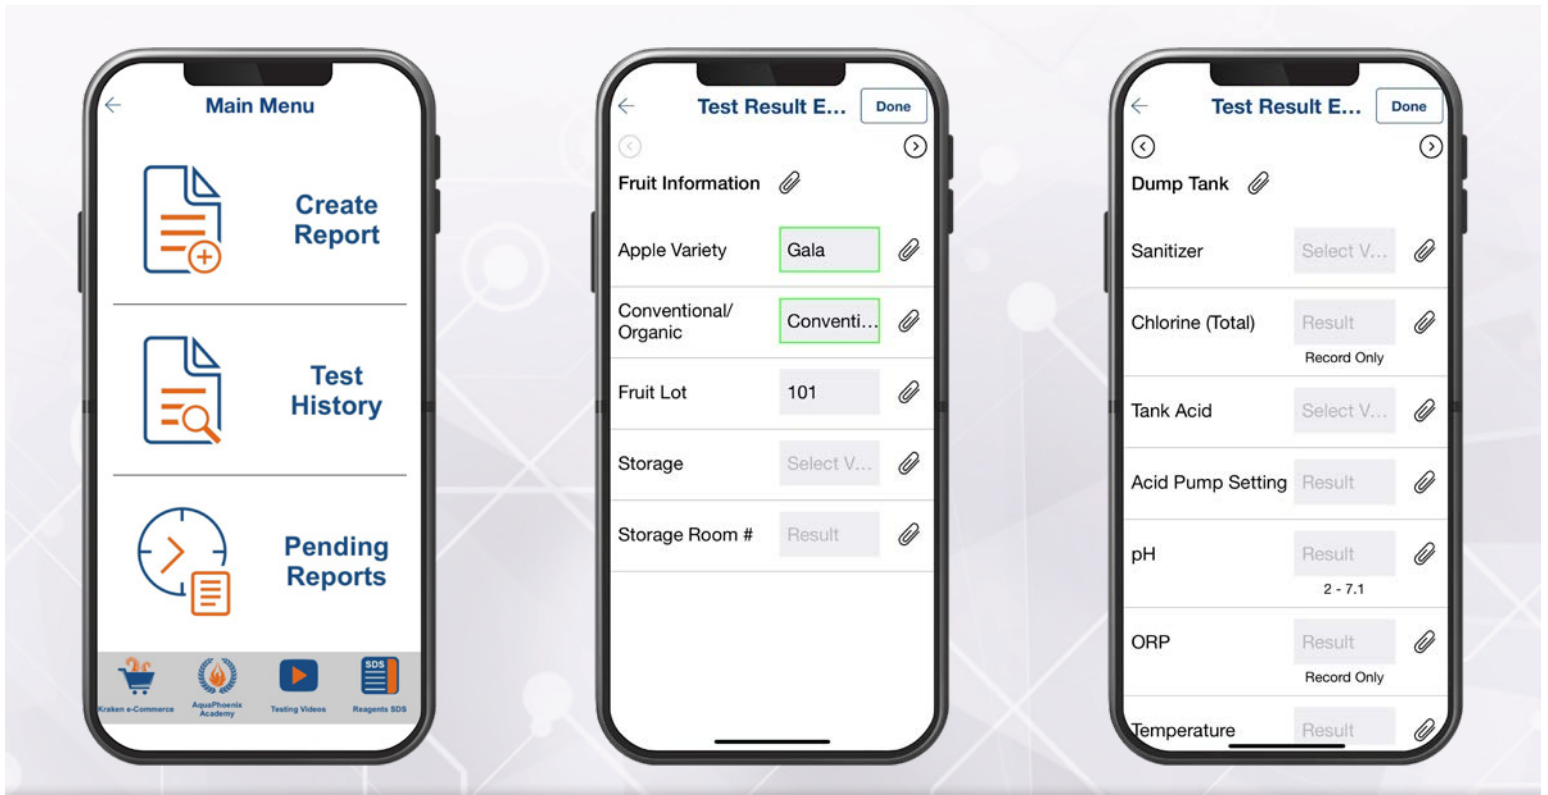 Main Menu
Create
Report
Test
History
Pending
Reports
SDS
Kraken e-Commerce
AquaPhoenix
Academy
Testing Videos
Reagents SDS
Test Result E...
Done
Fruit Information
Apple Variety
Gala
Conventional/
Organic
Conventi...
Fruit Lot
101
Storage
Select V...
Storage Room #
Result
Test Result E...
Done
Dump Tank
Sanitizer
Select V...
Chlorine (Total)
Result
Record Only
Tank Acid
Select V...
Acid Pump Setting
Result
pH
Result
2 - 7.1
ORP
Result
Record Only
Temperature
Result